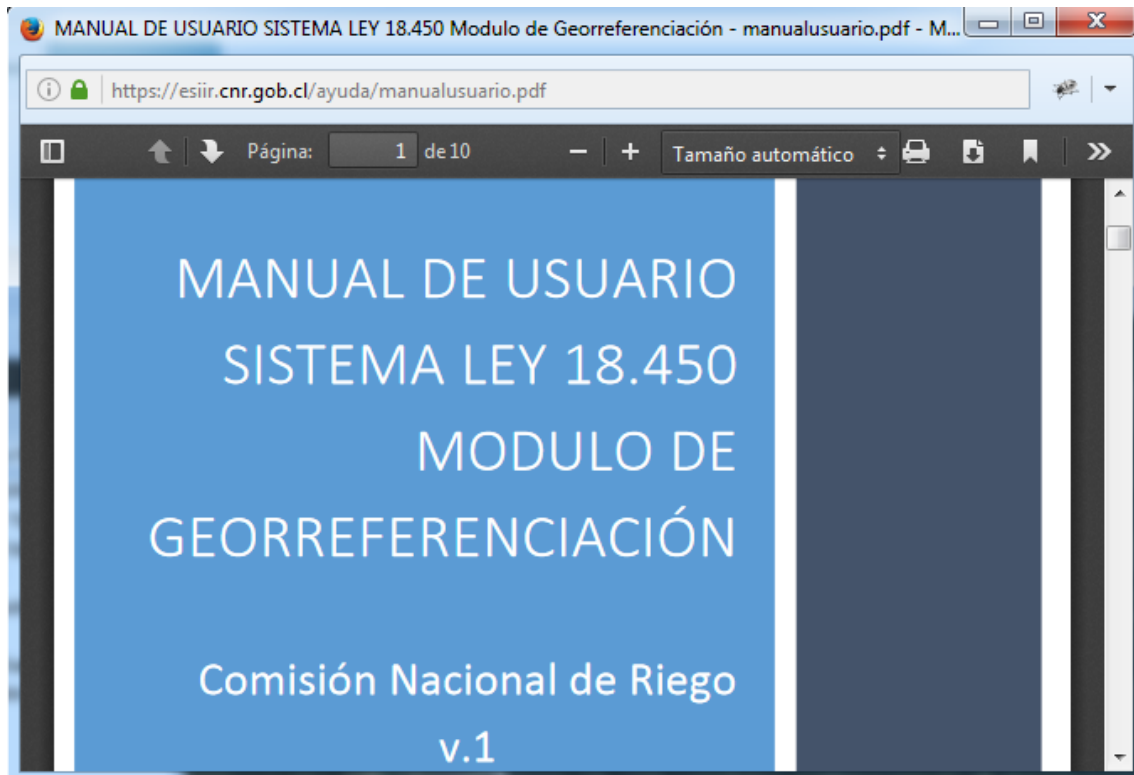 MANUAL DE USUARIO SISTEMA LEY 18.450 Modulo de Georreferenciación - manualusuario.pdf - M...
https://esiir.cnr.gob.cl/ayuda/manualusuario.pdf
Página: 1 de 10 Tamaño automático
MANUAL DE USUARIO
SISTEMA LEY 18.450
MODULO DE
GEORREFERENCIACIÓN
Comisión Nacional de Riego
v.1